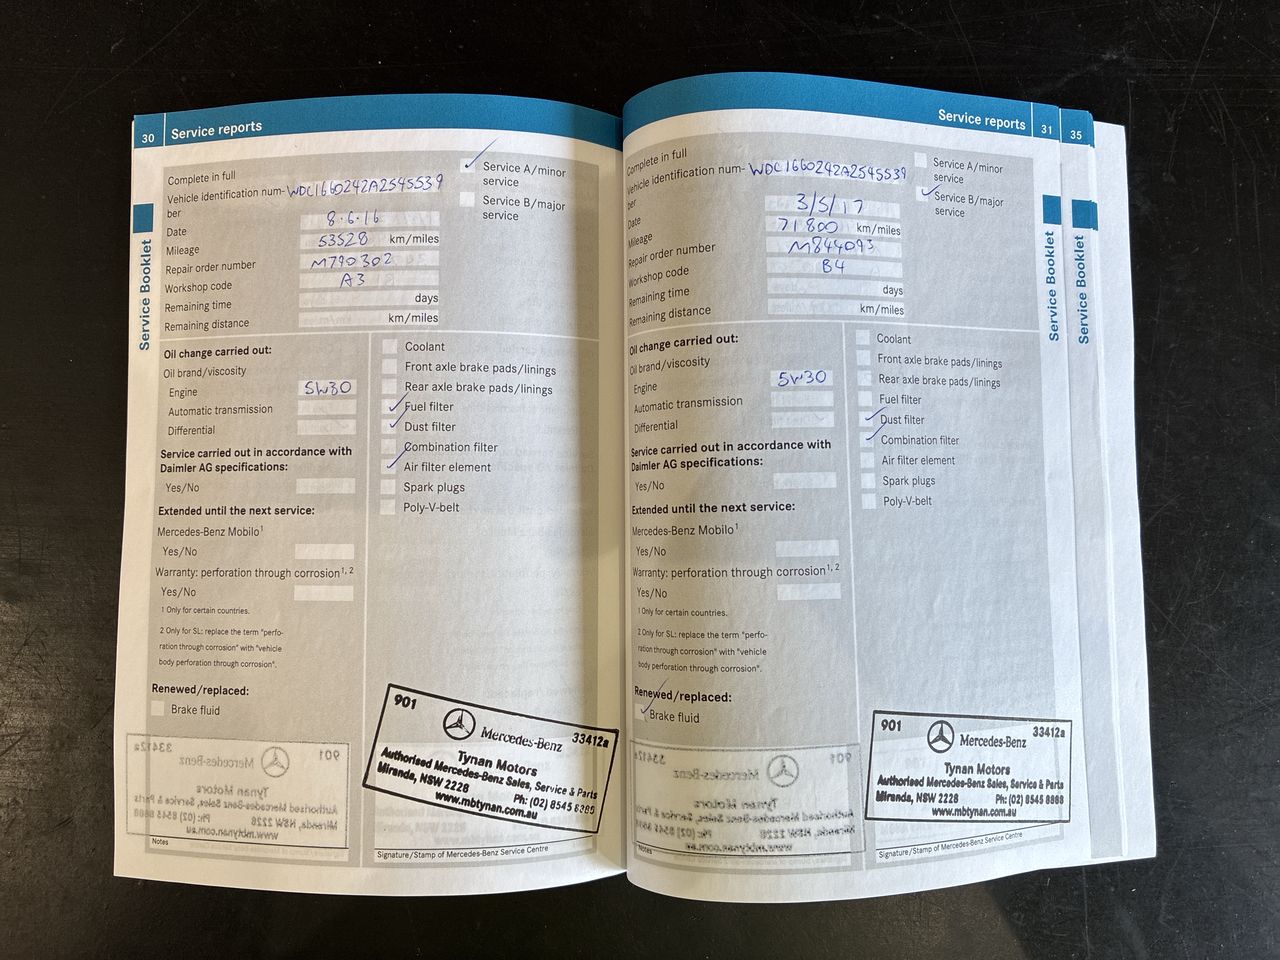 30 Service reports
Complete in full
Vehicle identification num- WDC1660242A2545539
ber
Date 8.6.16
Mileage 53528 km/miles
Repair order number M790302
Workshop code A3
Remaining time days
Remaining distance km/miles
Service A/minor
service
Service B/major
service
Service Booklet
Oil change carried out:
Oil brand/viscosity
Engine 5W30
Automatic transmission
Differential
Service carried out in accordance with
Daimler AG specifications:
Yes/No
Extended until the next service:
Mercedes-Benz Mobilo1
Yes/No
Warranty: perforation through corrosion1, 2
Yes/No
1 Only for certain countries.
2 Only for SL: replace the term "perfo-
ration through corrosion" with "vehicle
body perforation through corrosion".
Renewed/replaced:
Brake fluid
Coolant
Front axle brake pads/linings
Rear axle brake pads/linings
Fuel filter
Dust filter
Combination filter
Air filter element
Spark plugs
Poly-V-belt
901 Mercedes-Benz 33412a
Tynan Motors
Authorised Mercedes-Benz Sales, Service & Parts
Miranda, NSW 2228 Ph: (02) 8545 8888
www.mbtynan.com.au
Notes
Signature/Stamp of Mercedes-Benz Service Centre
Service reports 31
Complete in full
Vehicle identification num- WDC1660242A2545539
ber
Date 3/5/17
Mileage 71800 km/miles
Repair order number M844093
Workshop code B4
Remaining time days
Remaining distance km/miles
Service A/minor
service
Service B/major
service
Service Booklet
Oil change carried out:
Oil brand/viscosity
Engine 5W30
Automatic transmission
Differential
Service carried out in accordance with
Daimler AG specifications:
Yes/No
Extended until the next service:
Mercedes-Benz Mobilo1
Yes/No
Warranty: perforation through corrosion1, 2
Yes/No
1 Only for certain countries.
2 Only for SL: replace the term "perfo-
ration through corrosion" with "vehicle
body perforation through corrosion".
Renewed/replaced:
Brake fluid
Coolant
Front axle brake pads/linings
Rear axle brake pads/linings
Fuel filter
Dust filter
Combination filter
Air filter element
Spark plugs
Poly-V-belt
901 Mercedes-Benz 33412a
Tynan Motors
Authorised Mercedes-Benz Sales, Service & Parts
Miranda, NSW 2228 Ph: (02) 8545 8888
www.mbtynan.com.au
Notes
Signature/Stamp of Mercedes-Benz Service Centre
35
Service Booklet